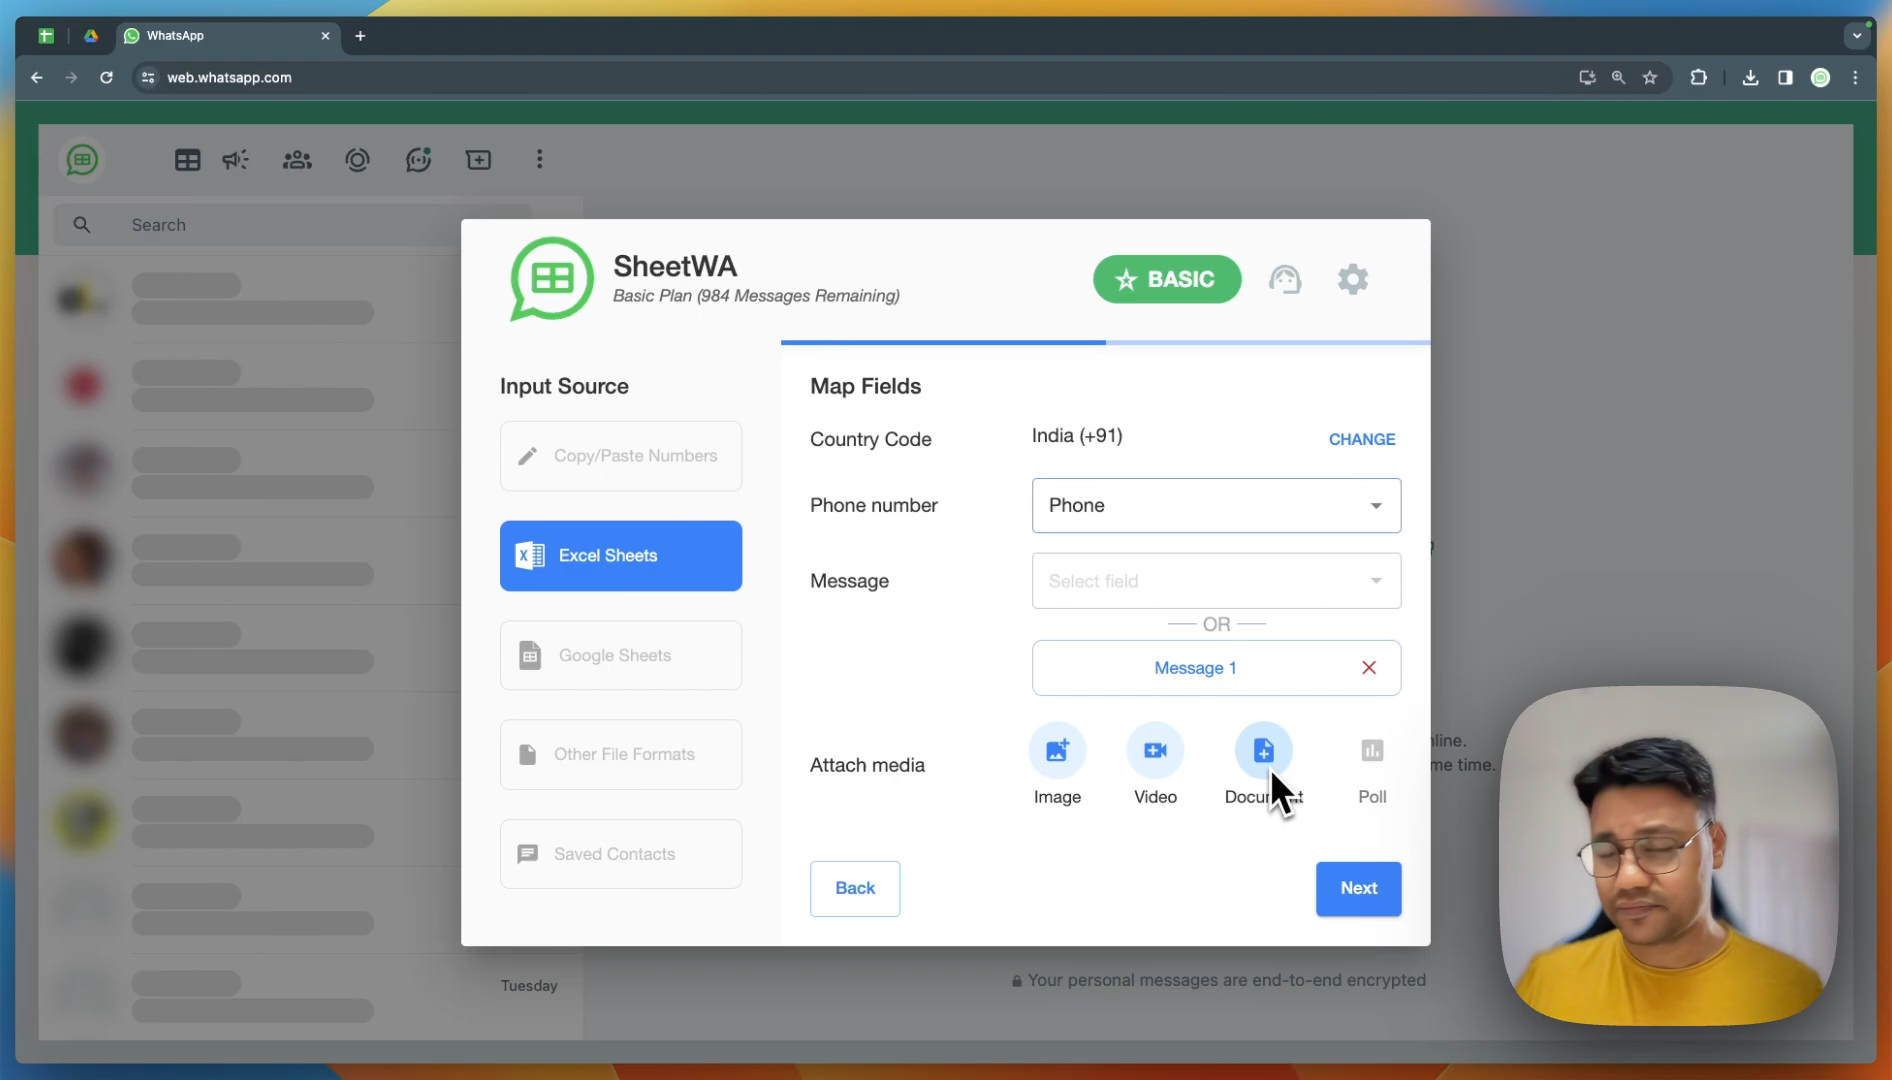 WhatsApp
web.whatsapp.com
Search
SheetWA
Basic Plan (984 Messages Remaining)
BASIC
Input Source
Copy/Paste Numbers
Excel Sheets
Google Sheets
Other File Formats
Saved Contacts
Map Fields
Country Code
India (+91)
CHANGE
Phone number
Phone
Message
Select field
OR
Message 1
Attach media
Image
Video
Poll
Back
Next
me time.
Tuesday
Your personal messages are end-to-end encrypted